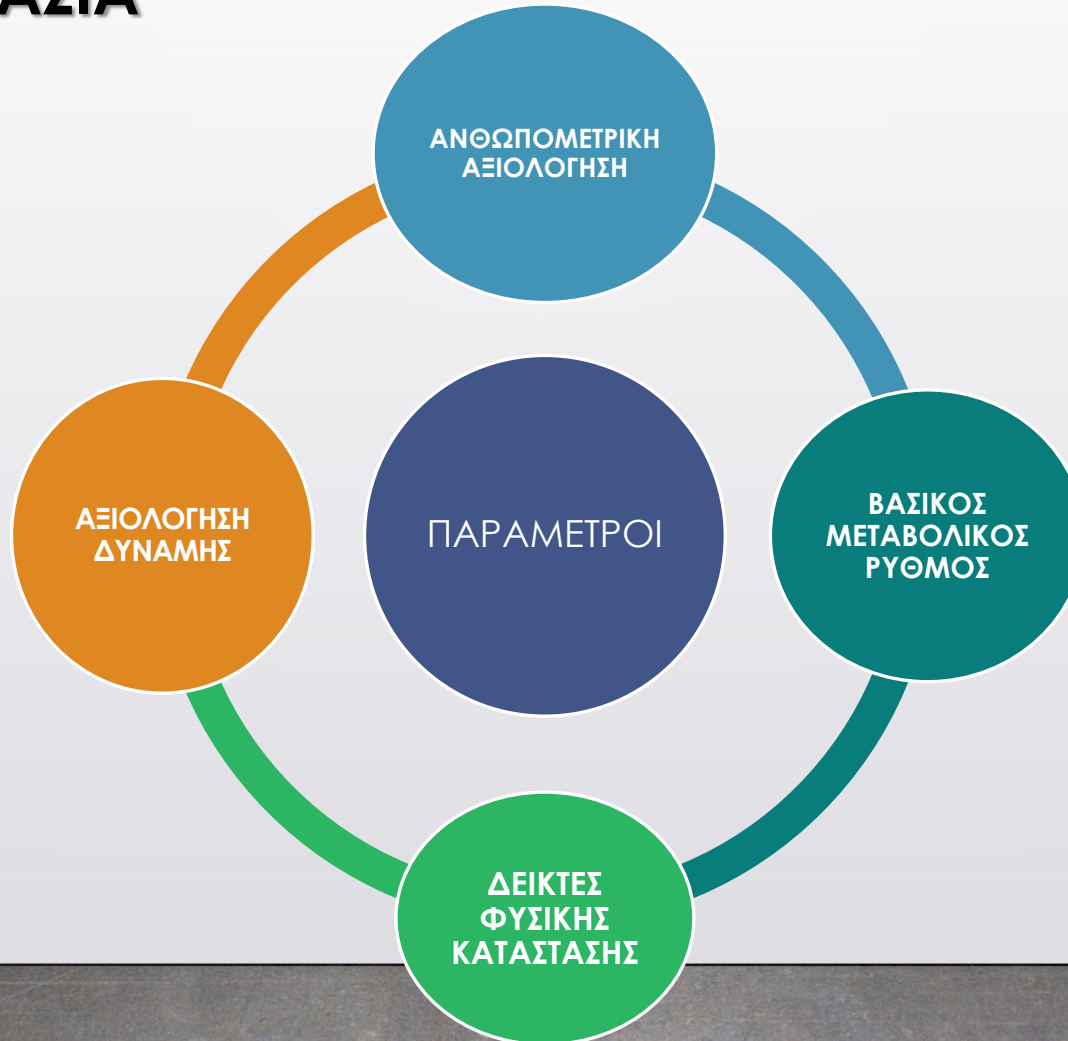 ΑΝΘΩΠΟΜΕΤΡΙΚΗ
ΑΞΙΟΛΟΓΗΣΗ
ΑΞΙΟΛΟΓΗΣΗ
ΔΥΝΑΜΗΣ
ΠΑΡΑΜΕΤΡΟΙ
ΒΑΣΙΚΟΣ
ΜΕΤΑΒΟΛΙΚΟΣ
ΡΥΘΜΟΣ
ΔΕΙΚΤΕΣ
ΦΥΣΙΚΗΣ
ΚΑΤΑΣΤΑΣΗΣ